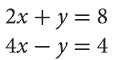 2x + y = 8
4x − y = 4